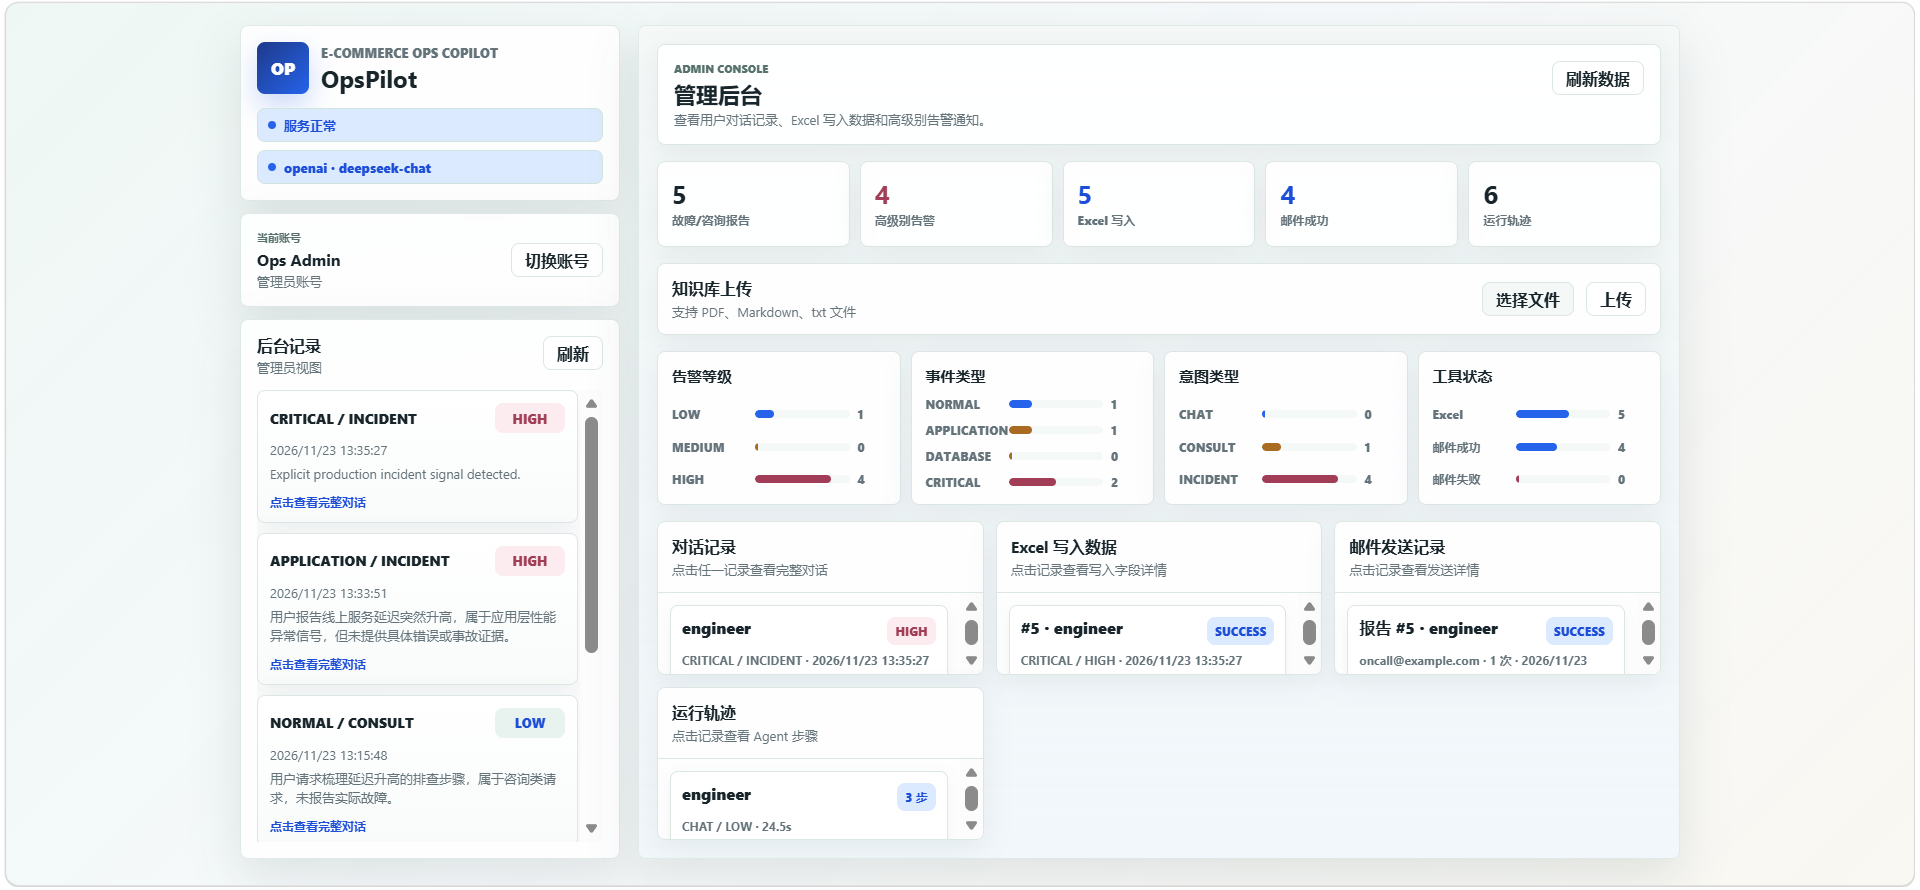 OP
E-COMMERCE OPS COPILOT
OpsPilot
服务正常
openai · deepseek-chat
当前账号
Ops Admin
管理员账号
切换账号
后台记录
管理员视图
刷新
CRITICAL / INCIDENT
HIGH
2026/11/23 13:35:27
Explicit production incident signal detected.
点击查看完整对话
APPLICATION / INCIDENT
HIGH
2026/11/23 13:33:51
用户报告线上服务延迟突然升高，属于应用层性能
异常信号，但未提供具体错误或事故证据。
点击查看完整对话
NORMAL / CONSULT
LOW
2026/11/23 13:15:48
用户请求梳理延迟升高的排查步骤，属于咨询类请
求，未报告实际故障。
点击查看完整对话
ADMIN CONSOLE
管理后台
查看用户对话记录、Excel 写入数据和高级别告警通知。
刷新数据
5
故障/咨询报告
4
高级别告警
5
Excel 写入
4
邮件成功
6
运行轨迹
知识库上传
支持 PDF、Markdown、txt 文件
选择文件
上传
告警等级
LOW 1
MEDIUM 0
HIGH 4
事件类型
NORMAL 1
APPLICATION 1
DATABASE 0
CRITICAL 2
意图类型
CHAT 0
CONSULT 1
INCIDENT 4
工具状态
Excel 5
邮件成功 4
邮件失败 0
对话记录
点击任一记录查看完整对话
engineer
HIGH
CRITICAL / INCIDENT · 2026/11/23 13:35:27
Excel 写入数据
点击记录查看写入字段详情
#5 · engineer
SUCCESS
CRITICAL / HIGH · 2026/11/23 13:35:27
邮件发送记录
点击记录查看发送详情
报告 #5 · engineer
SUCCESS
oncall@example.com · 1 次 · 2026/11/23
运行轨迹
点击记录查看 Agent 步骤
engineer
3 步
CHAT / LOW · 24.5s